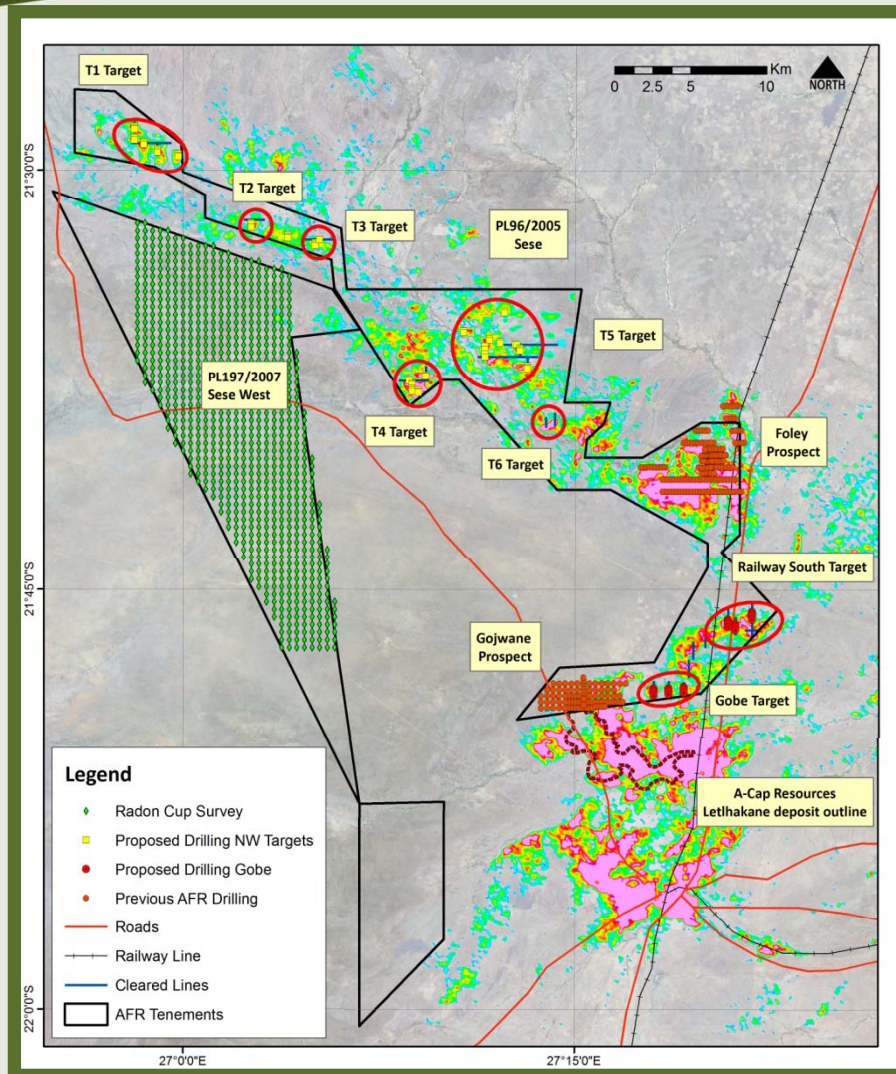 T1 Target
Km
0 2.5 5 10
NORTH
21°30'0"S
T2 Target
T3 Target
PL96/2005
Sese
T5 Target
PL197/2007
Sese West
T4 Target
T6 Target
Foley
Prospect
21°45'0"S
Railway South Target
Gojwane
Prospect
Gobe Target
A-Cap Resources
Letlhakane deposit outline
Legend
Radon Cup Survey
Proposed Drilling NW Targets
Proposed Drilling Gobe
Previous AFR Drilling
Roads
Railway Line
Cleared Lines
AFR Tenements
22°0'0"S
27°0'0"E
27°15'0"E